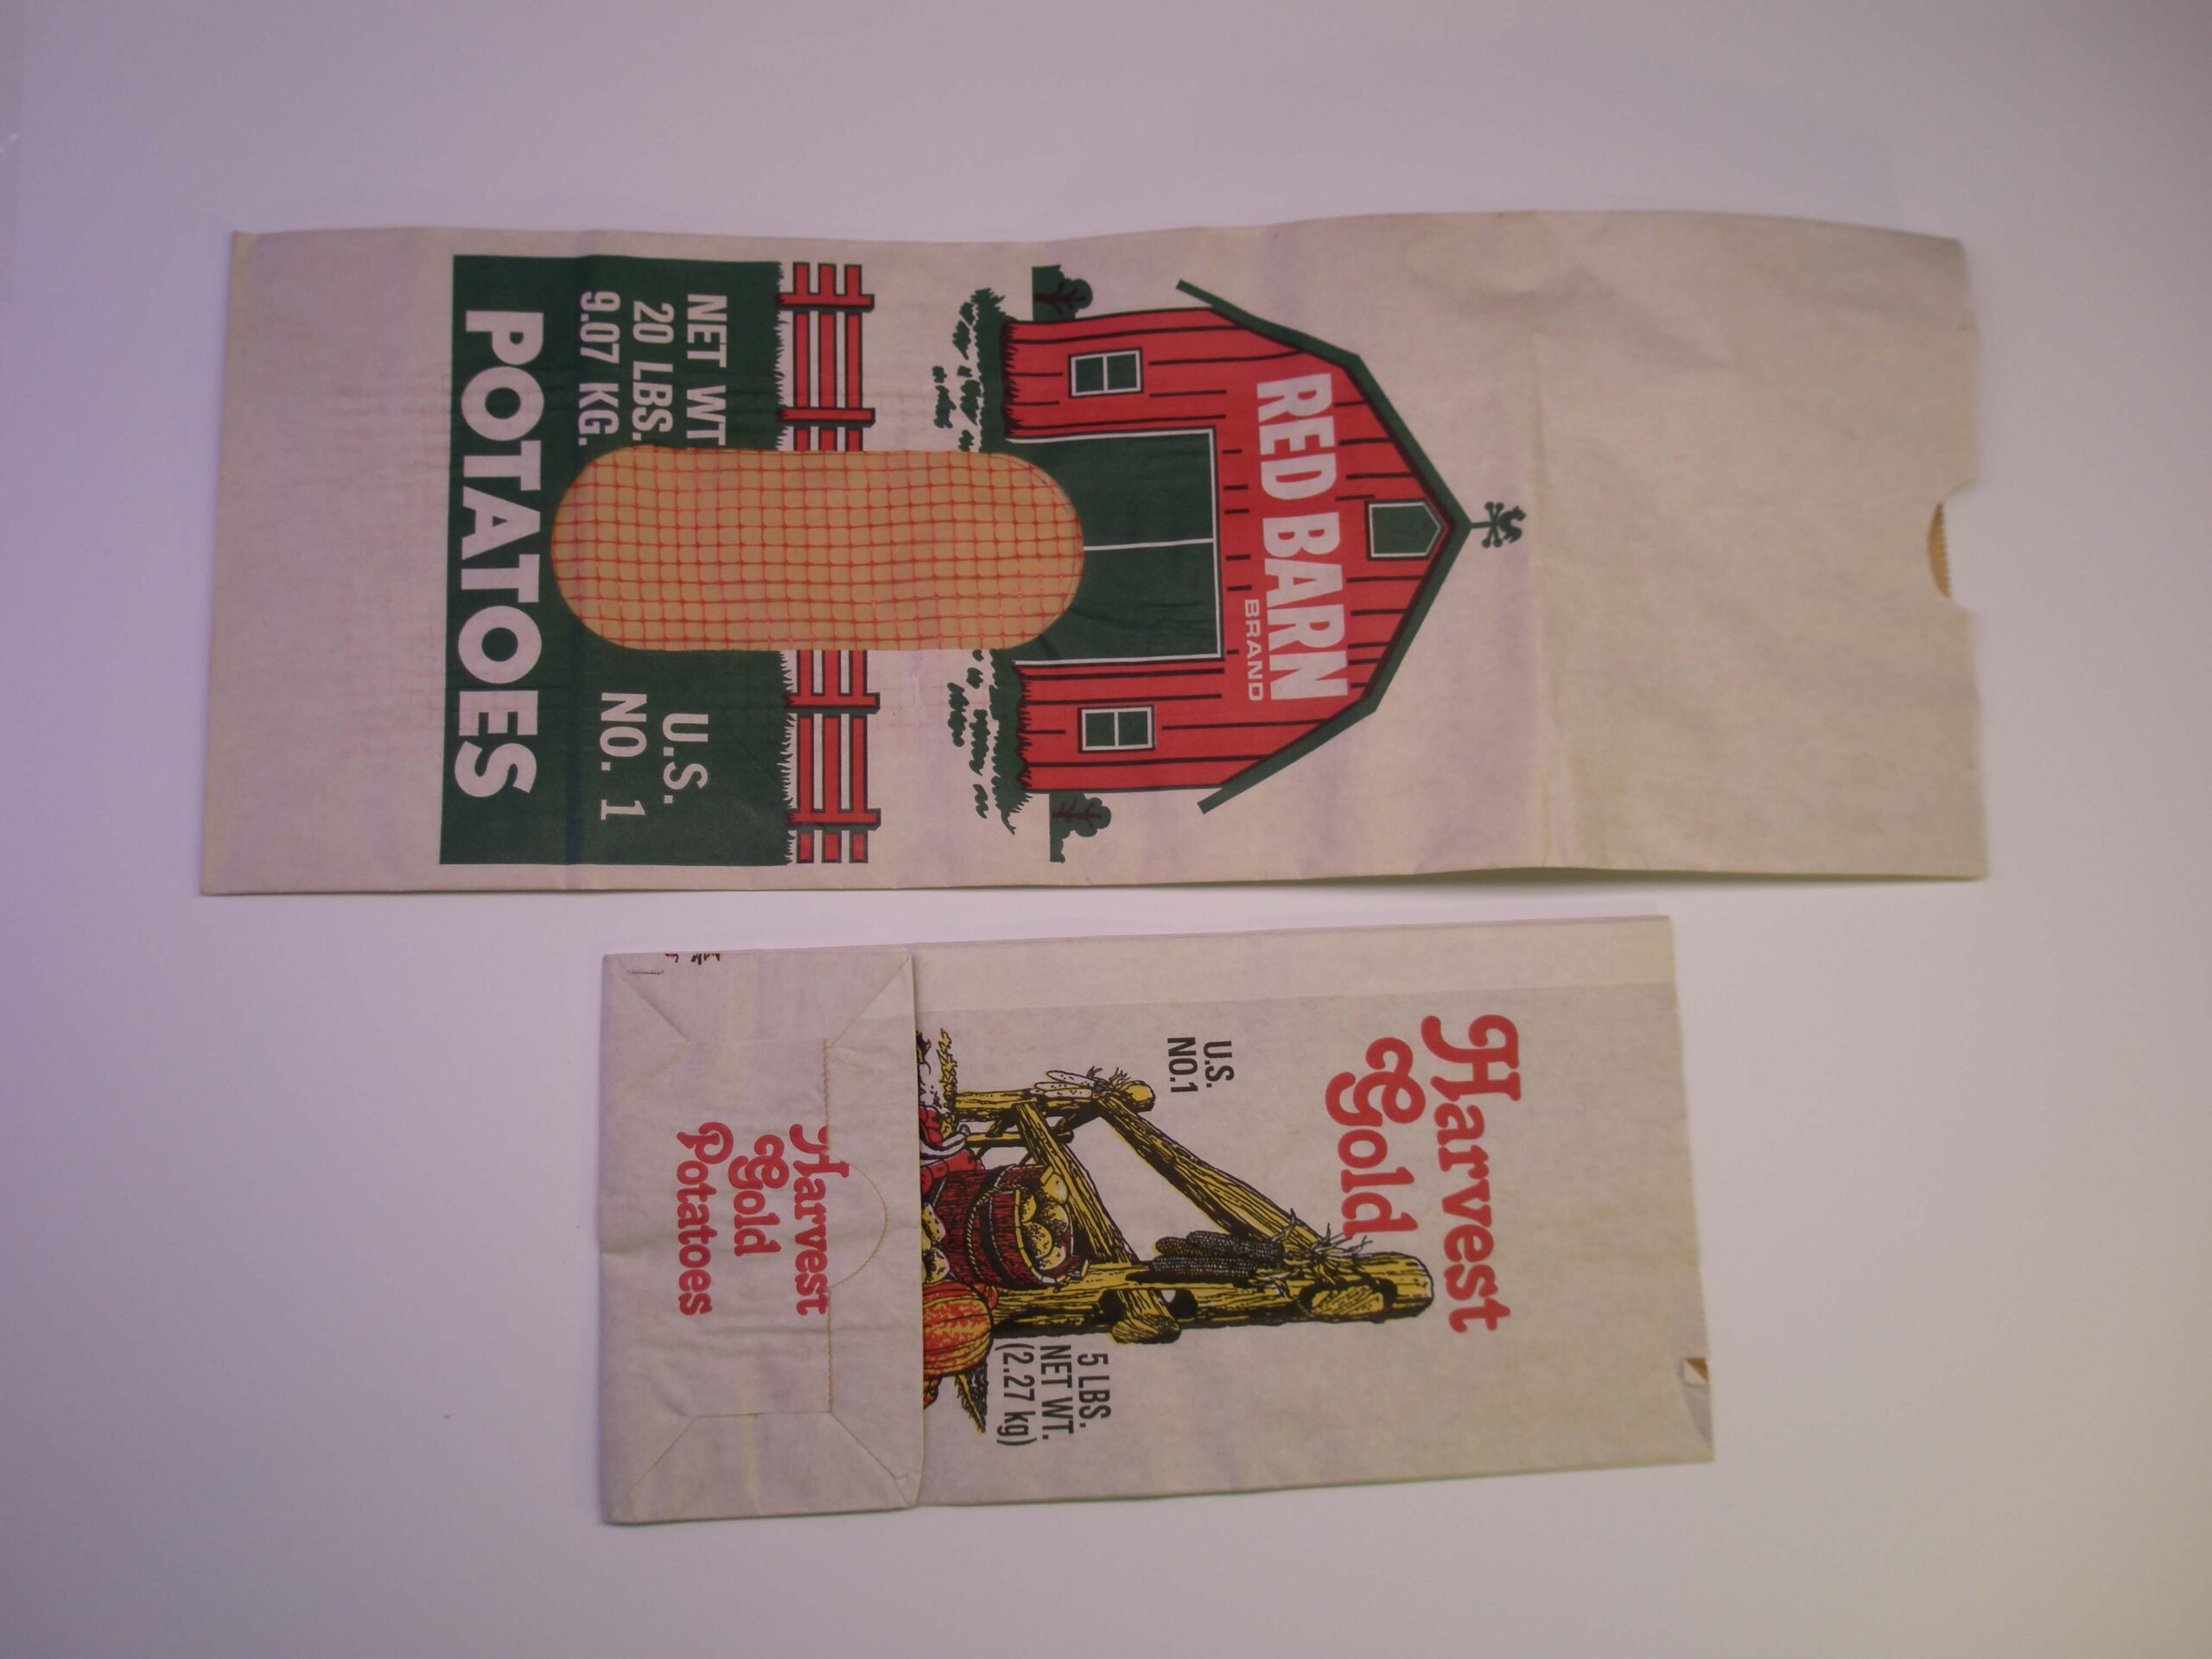 RED BARN
BRAND
NET WT.
20 LBS.
9.07 KG.
U.S.
NO. 1
POTATOES
Harvest
Gold
U.S.
NO.1
5 LBS.
NET WT.
(2.27 kg)
Harvest
Gold
Potatoes